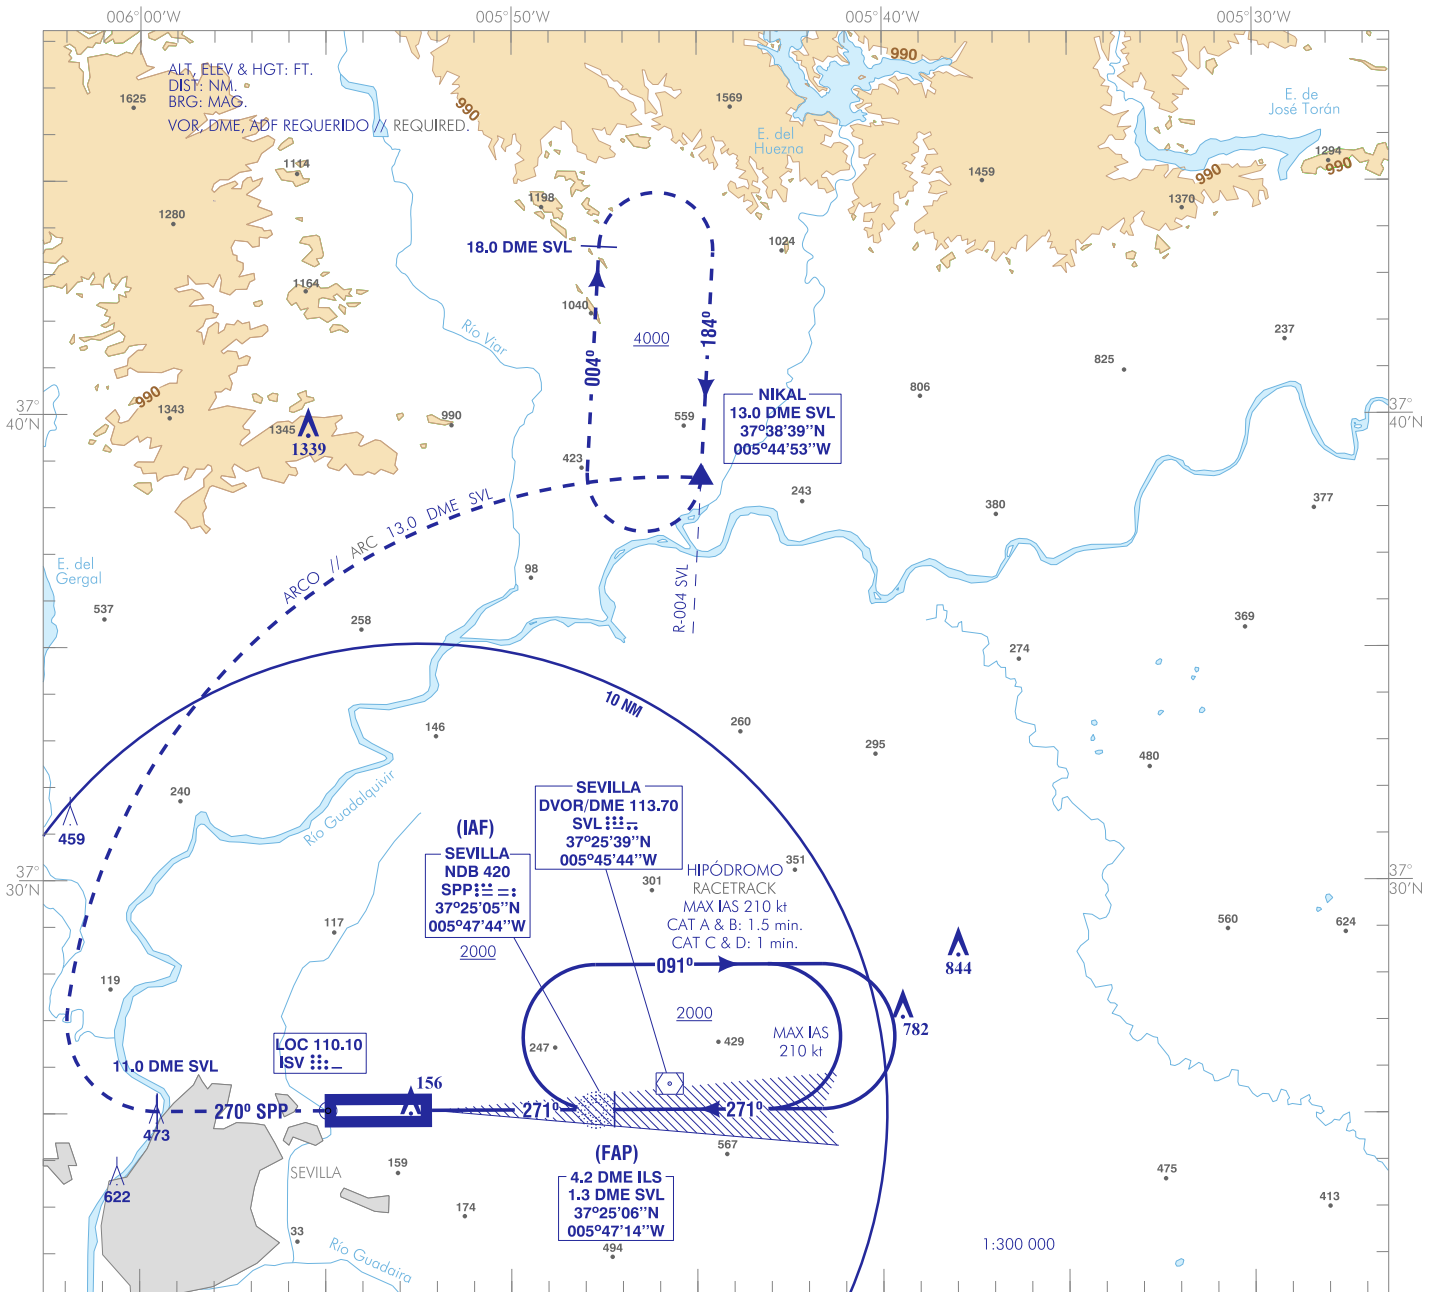 006°00'W
005°50'W
005°40'W
005°30'W
ALT, ELEV & HGT: FT.
DIST: NM.
BRG: MAG.
VOR, DME, ADF REQUERIDO // REQUIRED.
1625
990
1569
990
E. de
José Torán
E. del
Huezna
1114
1459
1294
990
990
1198
1370
1280
1024
18.0 DME SVL
1164
1040
Río Viar
4000
184°
004°
237
825
806
990
1343
1345
1339
990
559
NIKAL
13.0 DME SVL
37°38'39''N
005°44'53''W
37°
40'N
37°
40'N
423
243
380
377
ARCO // ARC 13.0 DME SVL
E. del
Gergal
98
R-004 SVL
537
258
369
274
10 NM
146
260
295
480
240
459
Río Guadalquivir
SEVILLA
DVOR/DME 113.70
SVL
37°25'39''N
005°45'44''W
(IAF)
SEVILLA
NDB 420
SPP
37°25'05''N
005°47'44''W
2000
351
301
HIPÓDROMO
RACETRACK
MAX IAS 210 kt
CAT A & B: 1.5 min.
CAT C & D: 1 min.
37°
30'N
37°
30'N
117
560
624
844
091°
119
2000
782
MAX IAS
210 kt
247
429
LOC 110.10
ISV
11.0 DME SVL
156
270° SPP
271°
271°
473
567
(FAP)
4.2 DME ILS
1.3 DME SVL
37°25'06''N
005°47'14''W
SEVILLA
159
622
475
174
413
33
494
Río Guadaira
1:300 000